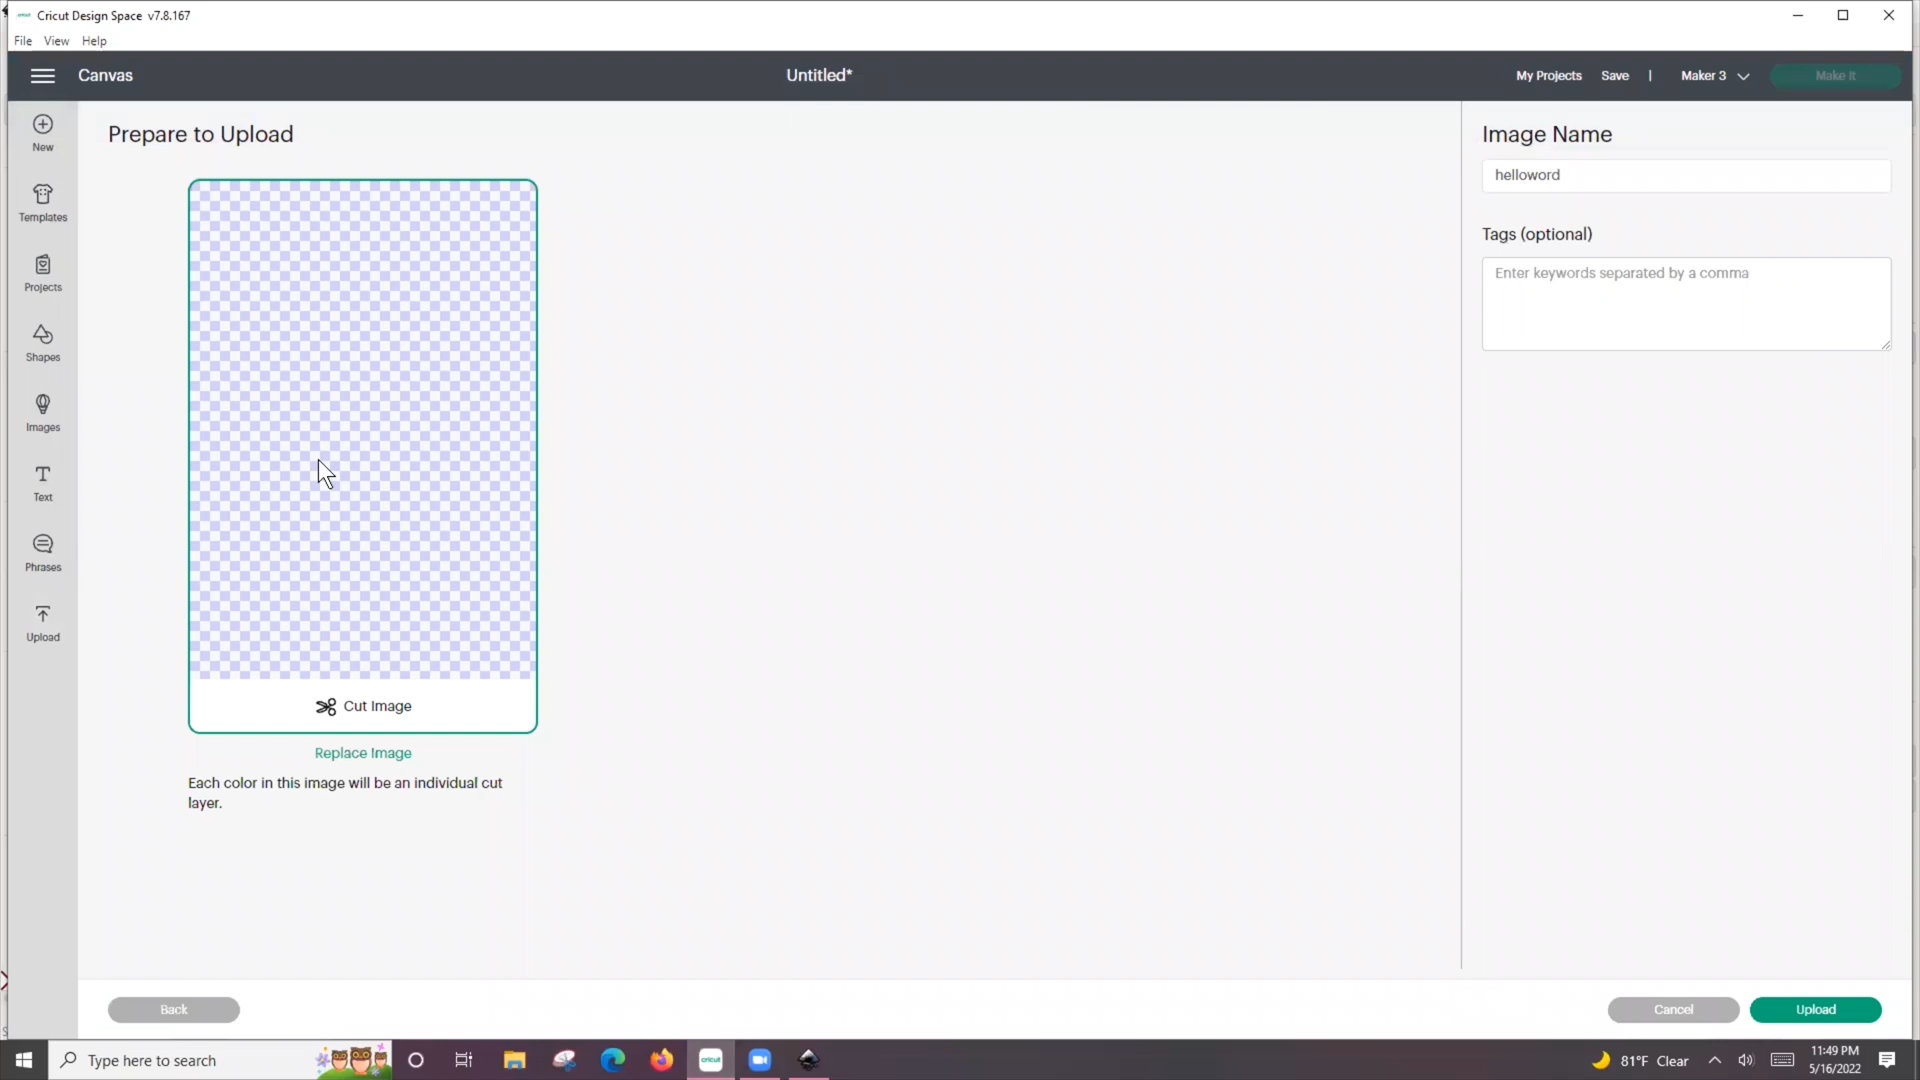 cricut Cricut Design Space v7.8.167
File View Help
Canvas
Untitled*
My Projects Save | Maker 3 Make It
New
Templates
Projects
Shapes
Images
Text
Phrases
Upload
Prepare to Upload
Cut Image
Replace Image
Each color in this image will be an individual cut
layer.
Image Name
helloword
Tags (optional)
Enter keywords separated by a comma
Back
Cancel
Upload
Type here to search
cricut
81°F Clear
11:49 PM
5/16/2022